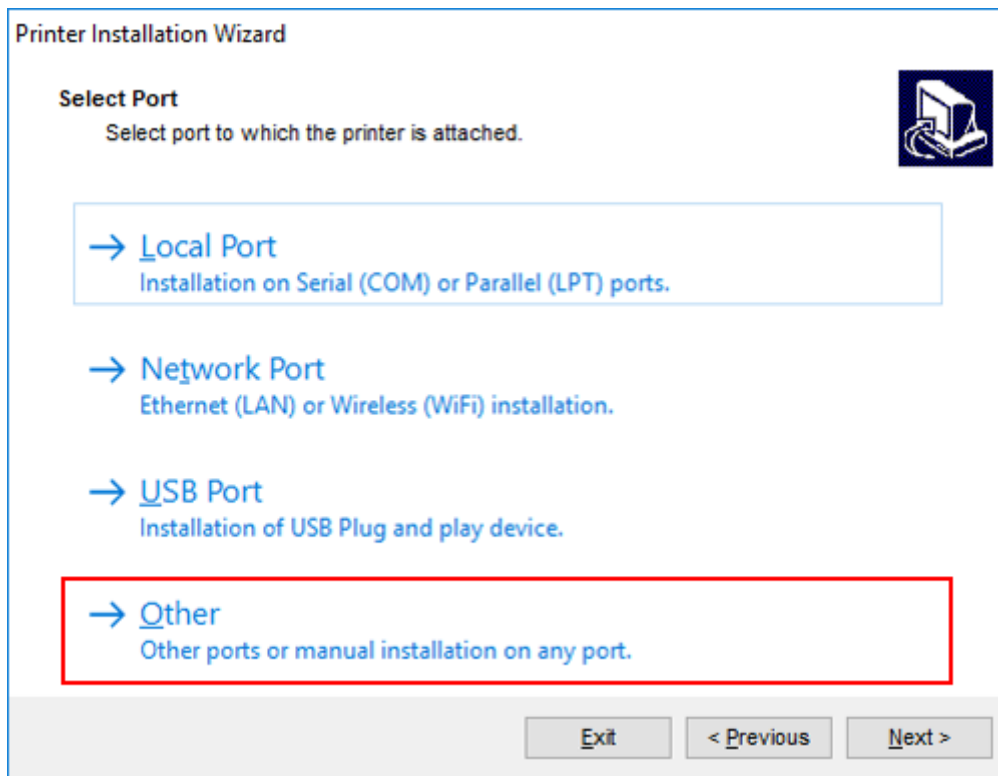 Printer Installation Wizard
Select Port
Select port to which the printer is attached.
Local Port
Installation on Serial (COM) or Parallel (LPT) ports.
Network Port
Ethernet (LAN) or Wireless (WiFi) installation.
USB Port
Installation of USB Plug and play device.
Other
Other ports or manual installation on any port.
Exit < Previous Next >